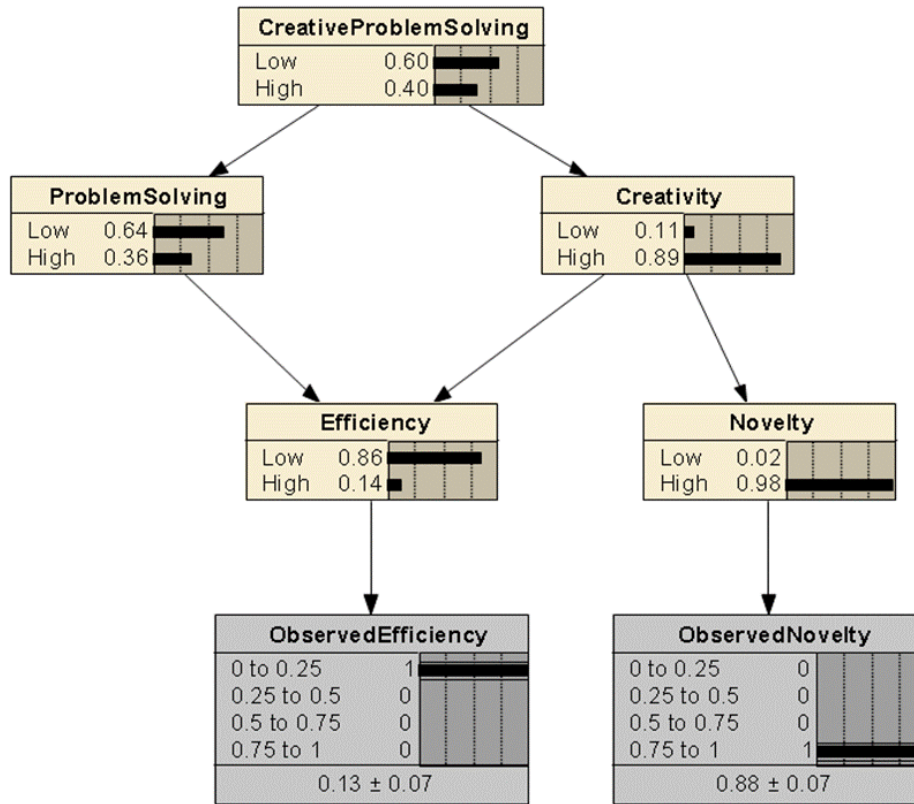 CreativeProblemSolving
Low 0.60
High 0.40
ProblemSolving
Low 0.64
High 0.36
Creativity
Low 0.11
High 0.89
Efficiency
Low 0.86
High 0.14
Novelty
Low 0.02
High 0.98
ObservedEfficiency
0 to 0.25 1
0.25 to 0.5 0
0.5 to 0.75 0
0.75 to 1 0
0.13 ± 0.07
ObservedNovelty
0 to 0.25 0
0.25 to 0.5 0
0.5 to 0.75 0
0.75 to 1 1
0.88 ± 0.07